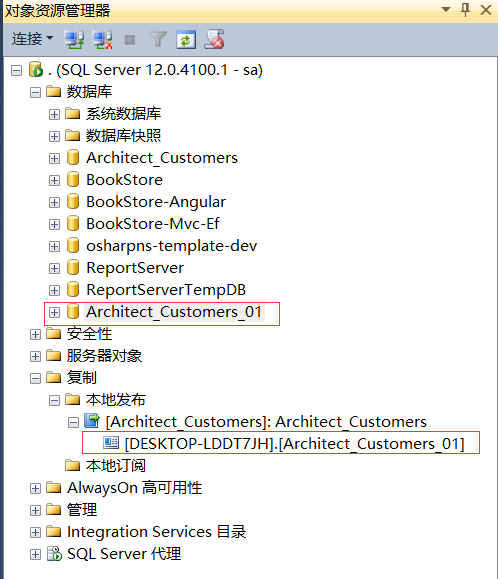 对象资源管理器
连接
. (SQL Server 12.0.4100.1 - sa)
数据库
系统数据库
数据库快照
Architect_Customers
BookStore
BookStore-Angular
BookStore-Mvc-Ef
osharpns-template-dev
ReportServer
ReportServerTempDB
Architect_Customers_01
安全性
服务器对象
复制
本地发布
[Architect_Customers]: Architect_Customers
[DESKTOP-LDDT7JH].[Architect_Customers_01]
本地订阅
AlwaysOn 高可用性
管理
Integration Services 目录
SQL Server 代理